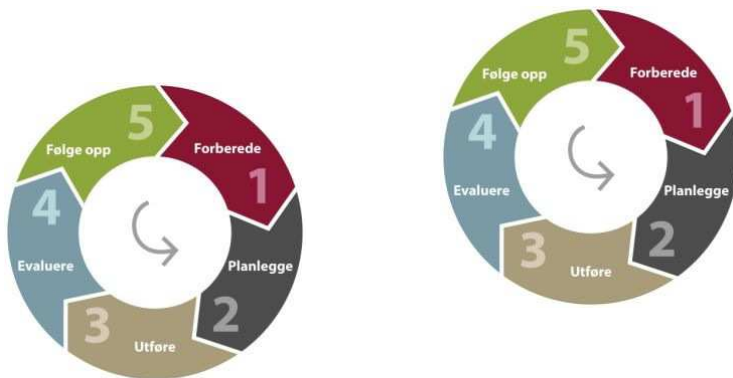 5
Følge opp
Forberede
1
4
Evaluere
Planlegge
2
3
Utføre
5
Følge opp
Forberede
1
4
Evaluere
Planlegge
2
3
Utføre